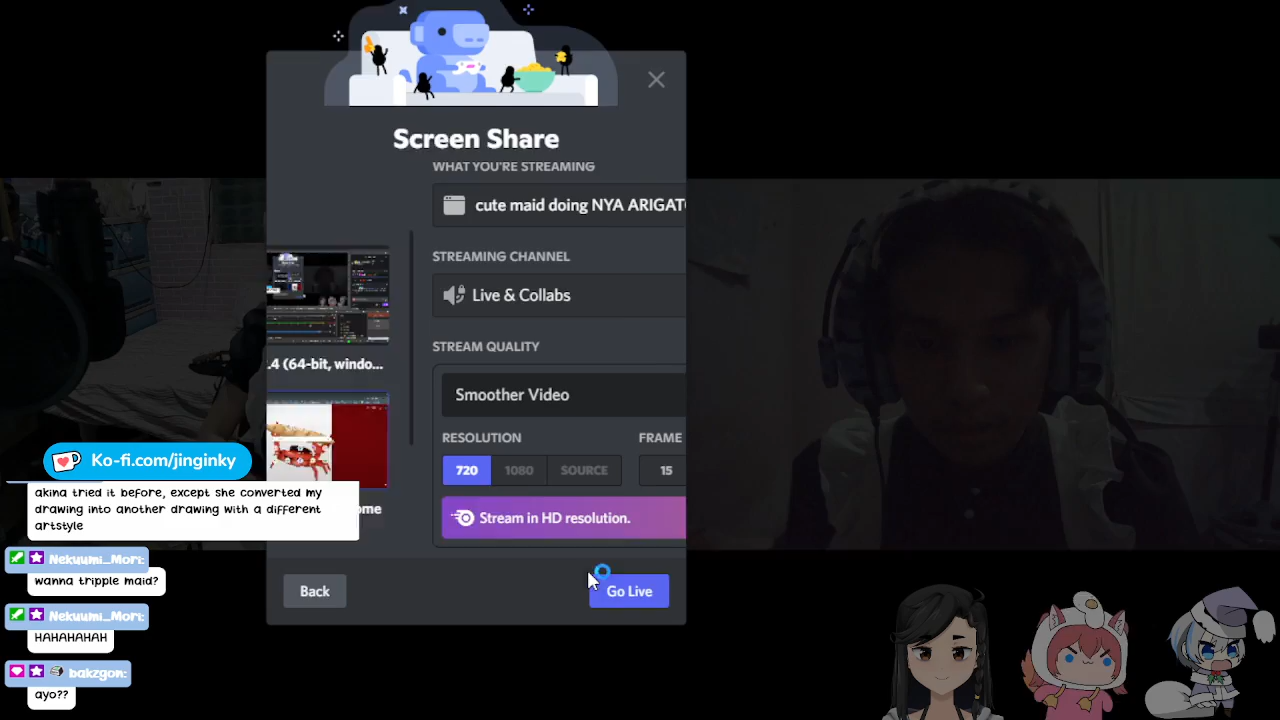 Screen Share
WHAT YOU'RE STREAMING
cute maid doing NYA ARIGAT
STREAMING CHANNEL
Live & Collabs
STREAM QUALITY
.4 (64-bit, windo...
Smoother Video
RESOLUTION
FRAME
720
1080
SOURCE
15
ome
Stream in HD resolution.
Back
Go Live
Ko-fi.com/jinginky
akina tried it before, except she converted my
drawing into another drawing with a different
artstyle
Nekuumi_Mori:
wanna tripple maid?
Nekuumi_Mori:
HAHAHAHAH
bakzgon:
ayo??